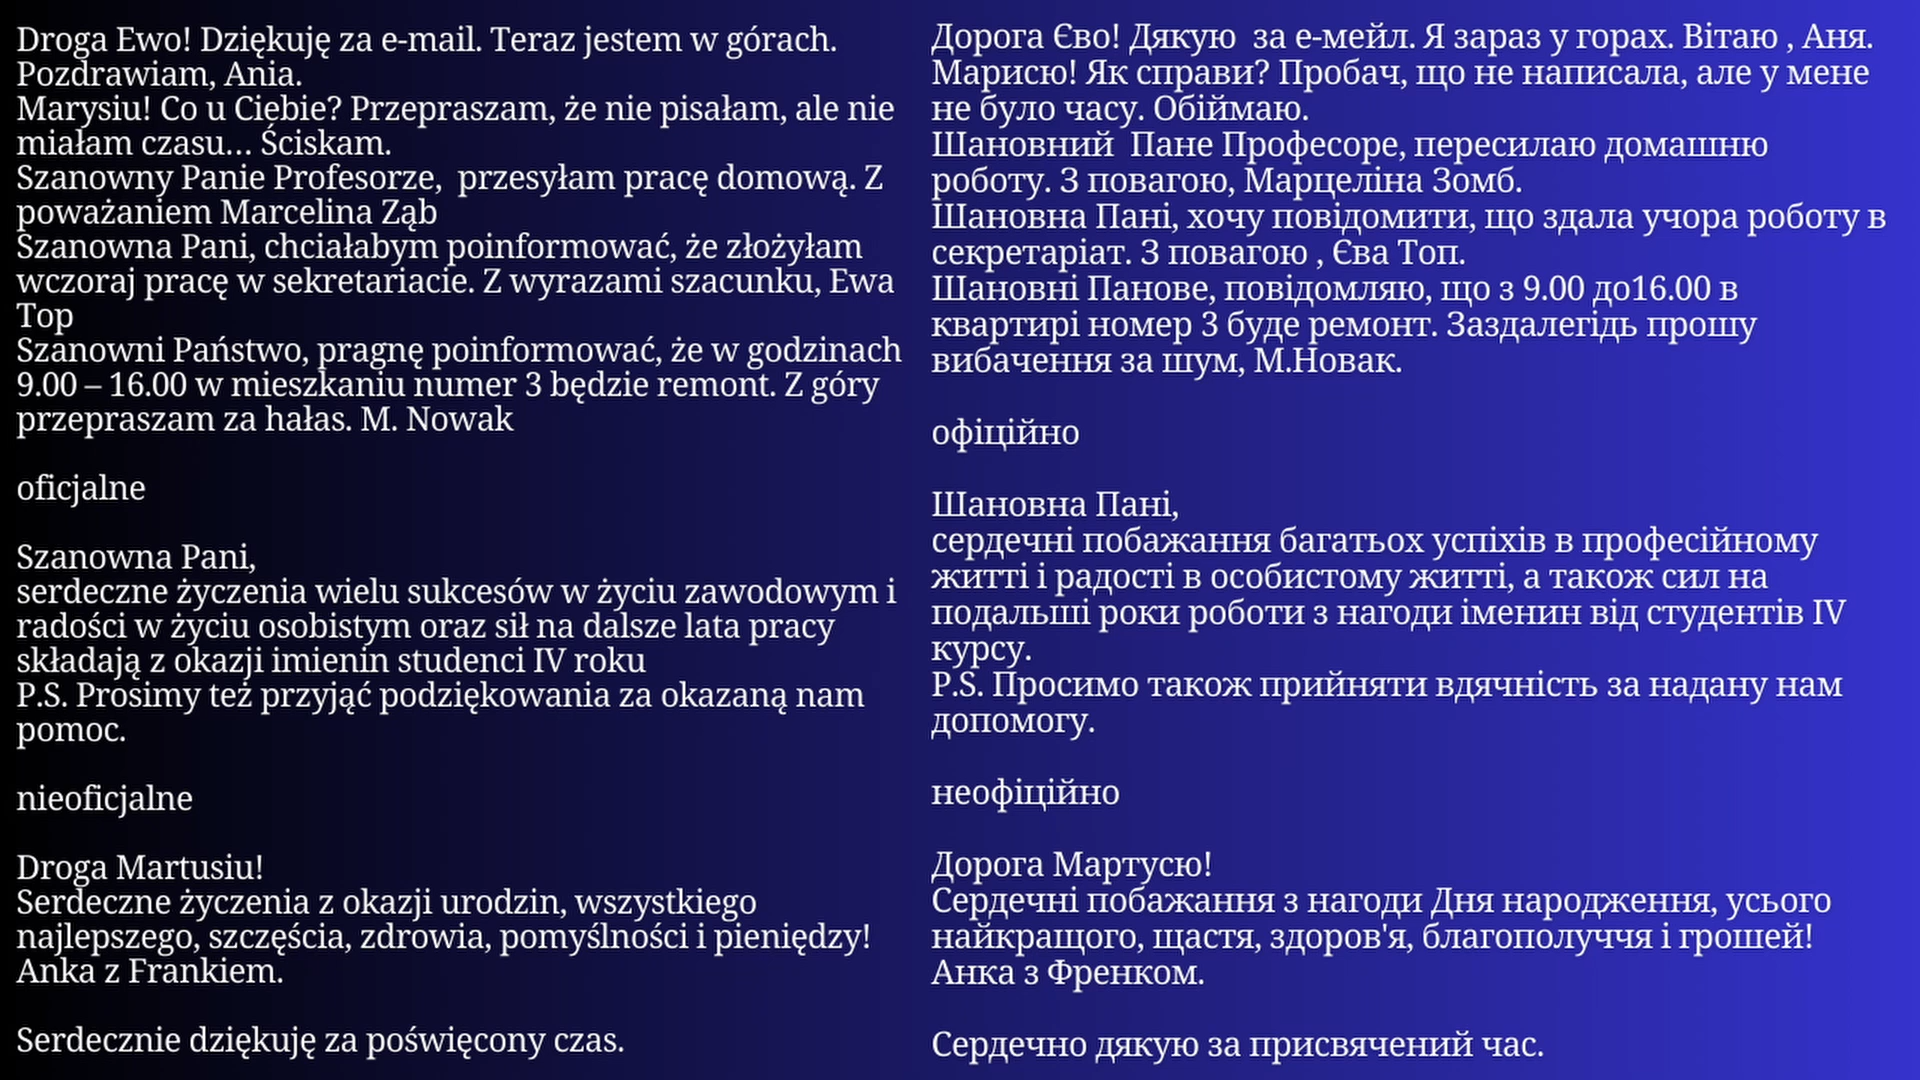 Droga Ewo! Dziękuję za e-mail. Teraz jestem w górach.
Pozdrawiam, Ania.
Marysiu! Co u Ciebie? Przepraszam, że nie pisałam, ale nie
miałam czasu... Ściskam.
Szanowny Panie Profesorze,  przesyłam pracę domową. Z
poważaniem Marcelina Ząb
Szanowna Pani, chciałabym poinformować, że złożyłam
wczoraj pracę w sekretariacie. Z wyrazami szacunku, Ewa
Top
Szanowni Państwo, pragnę poinformować, że w godzinach
9.00 – 16.00 w mieszkaniu numer 3 będzie remont. Z góry
przepraszam za hałas. M. Nowak
oficjalne
Szanowna Pani,
serdeczne życzenia wielu sukcesów w życiu zawodowym i
radości w życiu osobistym oraz sił na dalsze lata pracy
składają z okazji imienin studenci IV roku
P.S. Prosimy też przyjąć podziękowania za okazaną nam
pomoc.
nieoficjalne
Droga Martusiu!
Serdeczne życzenia z okazji urodzin, wszystkiego
najlepszego, szczęścia, zdrowia, pomyślności i pieniędzy!
Anka z Frankiem.
Serdecznie dziękuję za poświęcony czas.
Дорога Єво! Дякую  за е-мейл. Я зараз у горах. Вітаю , Аня.
Марисю! Як справи? Пробач, що не написала, але у мене
не було часу. Обіймаю.
Шановний  Пане Професоре, пересилаю домашню
роботу. З повагою, Марцеліна Зомб.
Шановна Пані, хочу повідомити, що здала учора роботу в
секретаріат. З повагою , Єва Топ.
Шановні Панове, повідомляю, що з 9.00 до16.00 в
квартирі номер 3 буде ремонт. Заздалегідь прошу
вибачення за шум, М.Новак.
офіційно
Шановна Пані,
сердечні побажання багатьох успіхів в професійному
житті і радості в особистому житті, а також сил на
подальші роки роботи з нагоди іменин від студентів IV
курсу.
P.S. Просимо також прийняти вдячність за надану нам
допомогу.
неофіційно
Дорога Мартусю!
Сердечні побажання з нагоди Дня народження, усього
найкращого, щастя, здоров'я, благополуччя і грошей!
Анка з Френком.
Сердечно дякую за присвячений час.